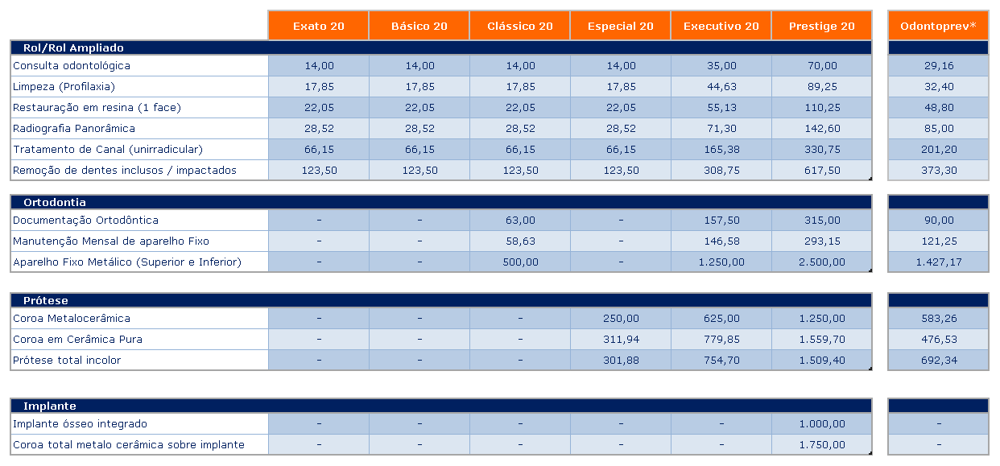 Exato 20 Básico 20 Clássico 20 Especial 20 Executivo 20 Prestige 20 Odontoprev*
Rol/Rol Ampliado
Consulta odontológica 14,00 14,00 14,00 14,00 35,00 70,00 29,16
Limpeza (Profilaxia) 17,85 17,85 17,85 17,85 44,63 89,25 32,40
Restauração em resina (1 face) 22,05 22,05 22,05 22,05 55,13 110,25 48,80
Radiografia Panorâmica 28,52 28,52 28,52 28,52 71,30 142,60 85,00
Tratamento de Canal (unirradicular) 66,15 66,15 66,15 66,15 165,38 330,75 201,20
Remoção de dentes inclusos / impactados 123,50 123,50 123,50 123,50 308,75 617,50 373,30
Ortodontia
Documentação Ortodôntica - - 63,00 - 157,50 315,00 90,00
Manutenção Mensal de aparelho Fixo - - 58,63 - 146,58 293,15 121,25
Aparelho Fixo Metálico (Superior e Inferior) - - 500,00 - 1.250,00 2.500,00 1.427,17
Prótese
Coroa Metalocerâmica - - - 250,00 625,00 1.250,00 583,26
Coroa em Cerâmica Pura - - - 311,94 779,85 1.559,70 476,53
Prótese total incolor - - - 301,88 754,70 1.509,40 692,34
Implante
Implante ósseo integrado - - - - - 1.000,00 -
Coroa total metalo cerâmica sobre implante - - - - - 1.750,00 -